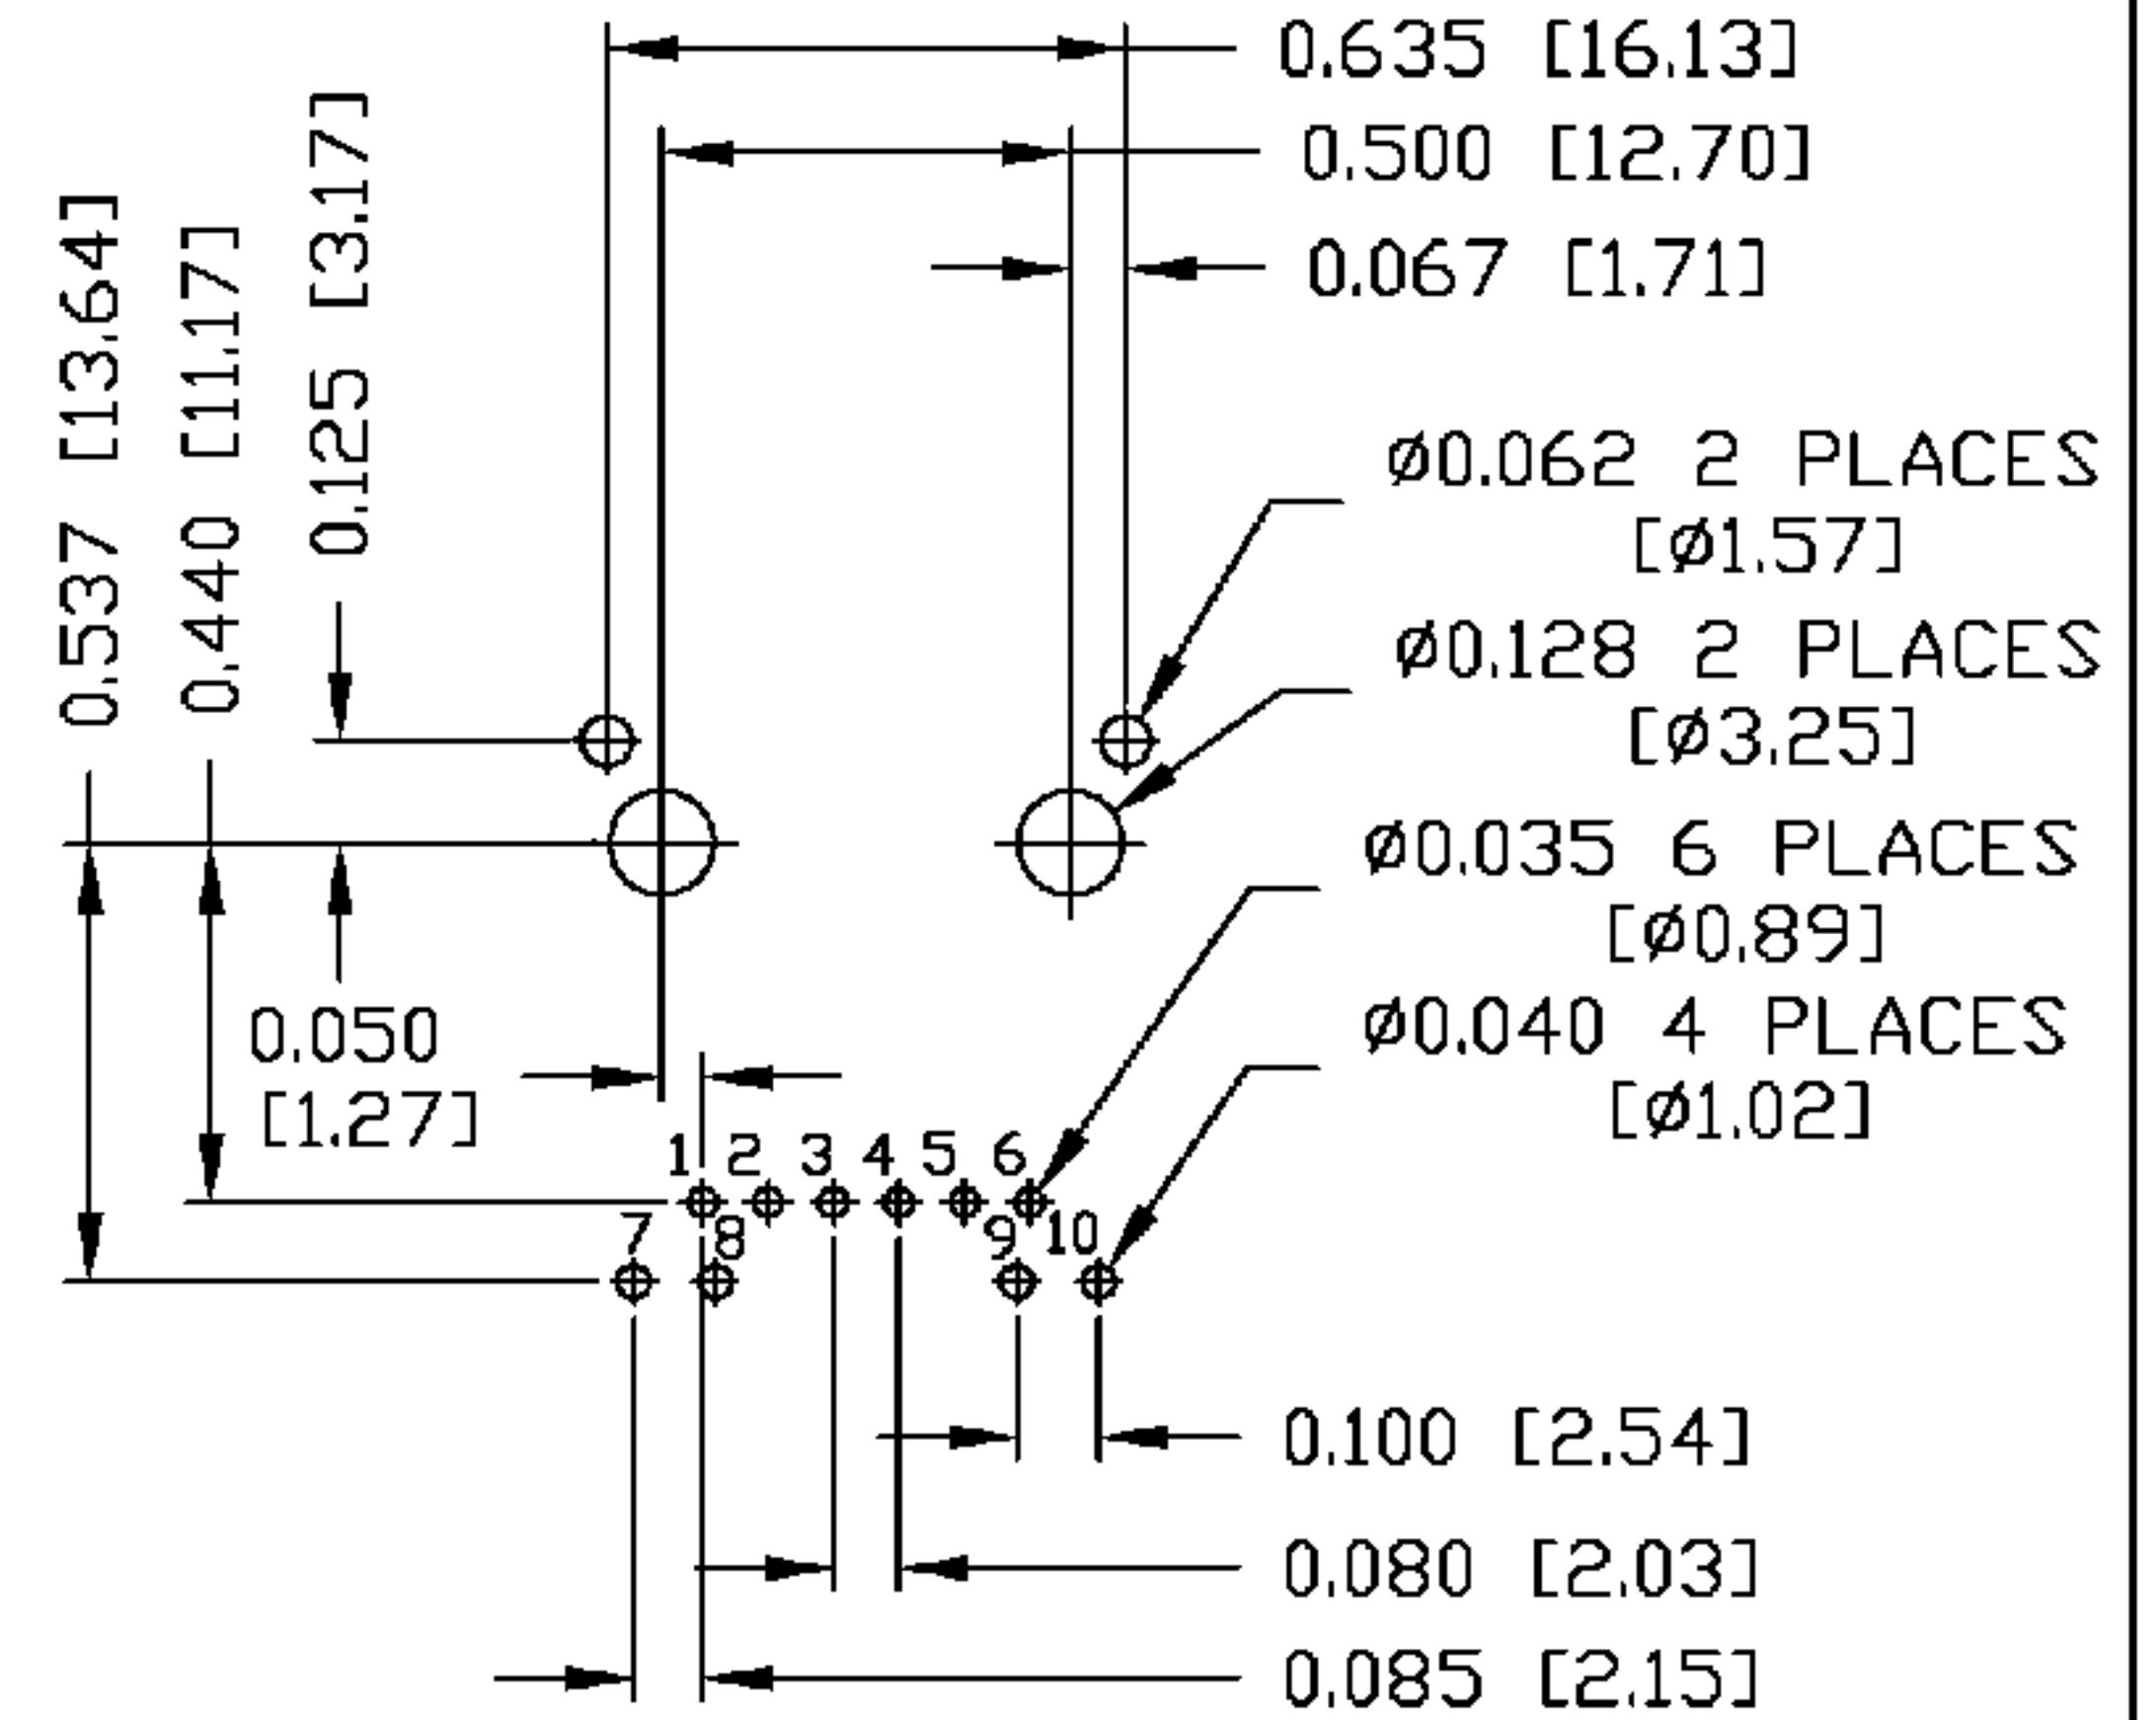 0.635 [16.13]
0.500 [12.70]
0.067 [1.71]
0.537 [13.64]
0.440 [11.17]
0.125 [3.17]
Ø0.062 2 PLACES
[Ø1.57]
Ø0.128 2 PLACES
[Ø3.25]
Ø0.035 6 PLACES
[Ø0.89]
Ø0.040 4 PLACES
[Ø1.02]
0.050
[1.27]
1 2 3 4 5 6
7 8 9 10
0.100 [2.54]
0.080 [2.03]
0.085 [2.15]